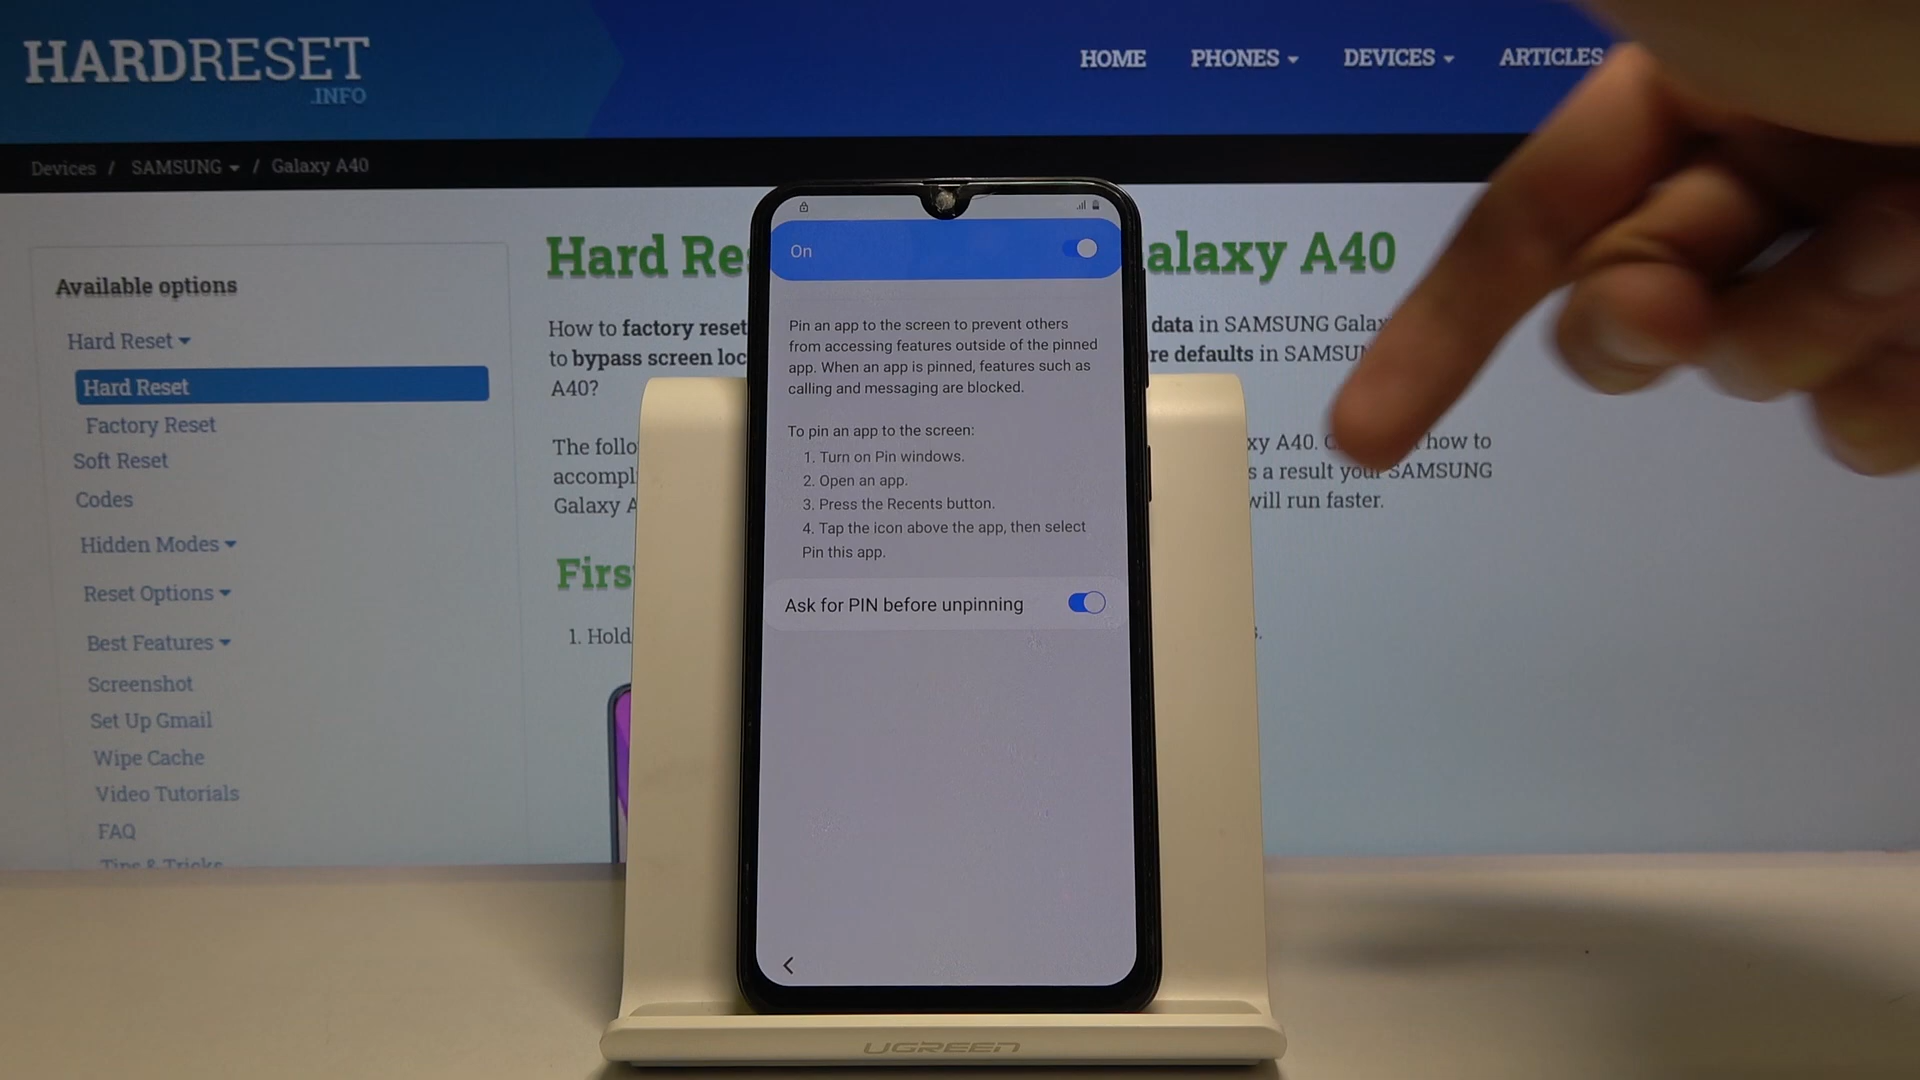 HARDRESET
.INFO
HOME PHONES DEVICES ARTICLES
Devices / SAMSUNG / Galaxy A40
Available options
Hard Reset
Hard Reset
Factory Reset
Soft Reset
Codes
Hidden Modes
Reset Options
Best Features
Screenshot
Set Up Gmail
Wipe Cache
Video Tutorials
FAQ
Tips & Tricks
Hard Re
alaxy A40
How to factory reset
data in SAMSUNG Galax
to bypass screen loc
re defaults in SAMSUN
A40?
The follo
xy A40. how to
accompl
s a result your SAMSUNG
Galaxy A
will run faster.
Firs
1. Hold
On
Pin an app to the screen to prevent others
from accessing features outside of the pinned
app. When an app is pinned, features such as
calling and messaging are blocked.
To pin an app to the screen:
1. Turn on Pin windows.
2. Open an app.
3. Press the Recents button.
4. Tap the icon above the app, then select
Pin this app.
Ask for PIN before unpinning
UGREEN